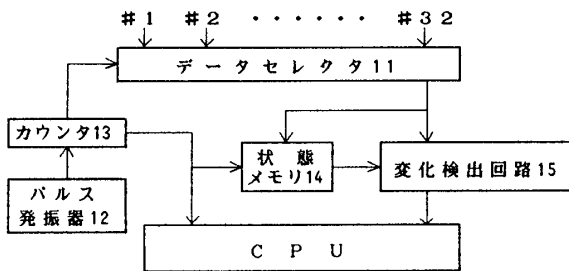 #1 #2 ・・・・・・ #32
データセレクタ11
カウンタ13
状態
メモリ14
変化検出回路15
パルス
発振器12
CPU